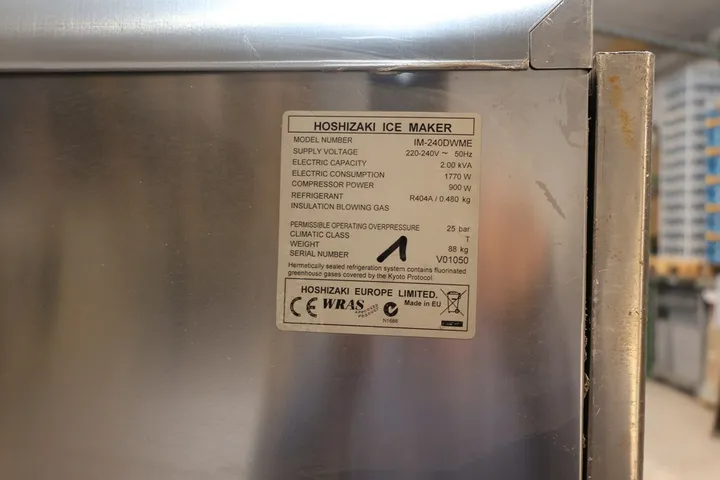 HOSHIZAKI ICE MAKER
MODEL NUMBER IM-240DWME
SUPPLY VOLTAGE 220-240V ~ 50Hz
ELECTRIC CAPACITY 2.00 kVA
ELECTRIC CONSUMPTION 1770 W
COMPRESSOR POWER 900 W
REFRIGERANT R404A / 0.480 kg
INSULATION BLOWING GAS
PERMISSIBLE OPERATING OVERPRESSURE 25 bar
CLIMATIC CLASS T
WEIGHT 88 kg
SERIAL NUMBER V01050
Hermetically sealed refrigeration system contains fluorinated
greenhouse gases covered by the Kyoto Protocol.
HOSHIZAKI EUROPE LIMITED.
Made in EU
CE WRAS APPROVED PRODUCT